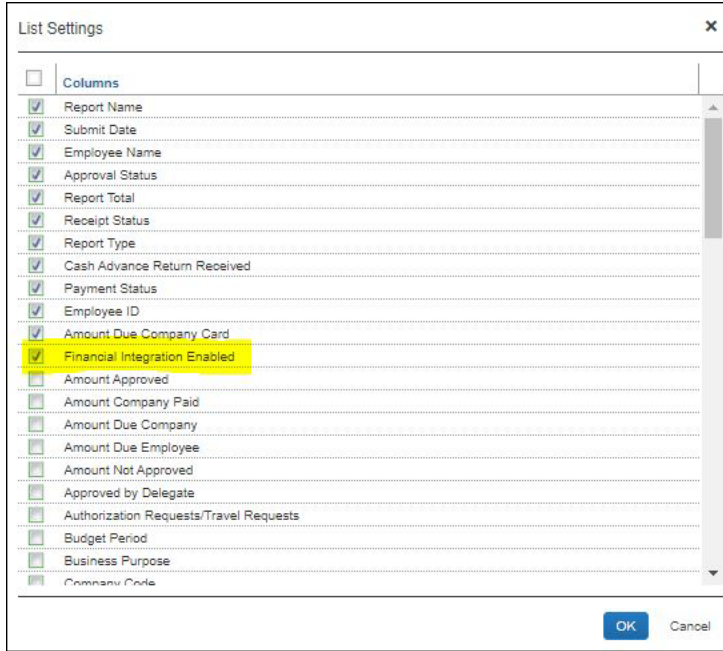 List Settings
Columns
Report Name
Submit Date
Employee Name
Approval Status
Report Total
Receipt Status
Report Type
Cash Advance Return Received
Payment Status
Employee ID
Amount Due Company Card
Financial Integration Enabled
Amount Approved
Amount Company Paid
Amount Due Company
Amount Due Employee
Amount Not Approved
Approved by Delegate
Authorization Requests/Travel Requests
Budget Period
Business Purpose
Company Code
OK Cancel